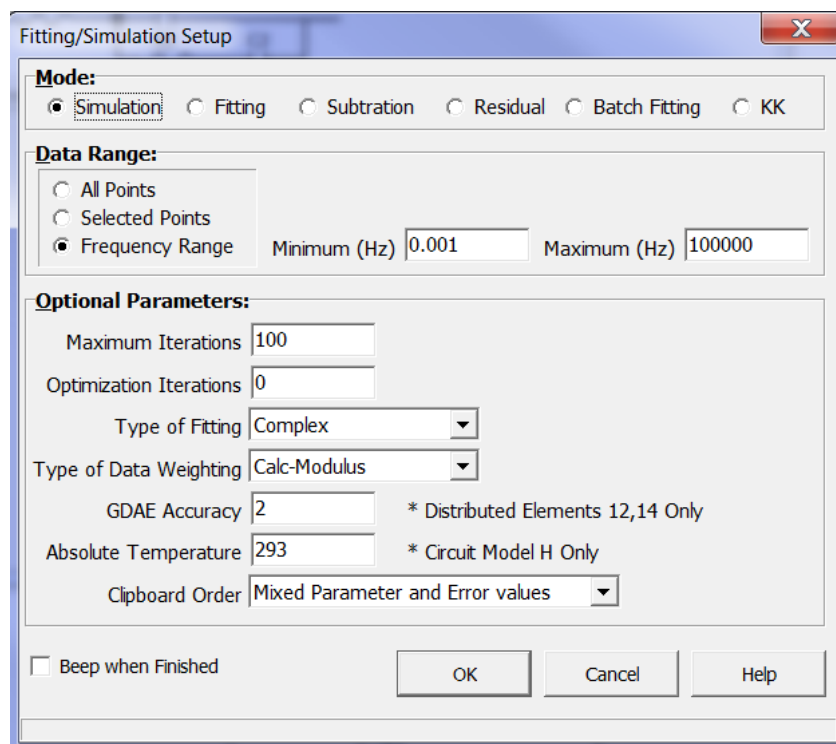 Fitting/Simulation Setup
X
Mode:
Simulation Fitting Subtration Residual Batch Fitting KK
Data Range:
All Points
Selected Points
Frequency Range Minimum (Hz) 0.001 Maximum (Hz) 100000
Optional Parameters:
Maximum Iterations 100
Optimization Iterations 0
Type of Fitting Complex
Type of Data Weighting Calc-Modulus
GDAE Accuracy 2 * Distributed Elements 12,14 Only
Absolute Temperature 293 * Circuit Model H Only
Clipboard Order Mixed Parameter and Error values
Beep when Finished OK Cancel Help